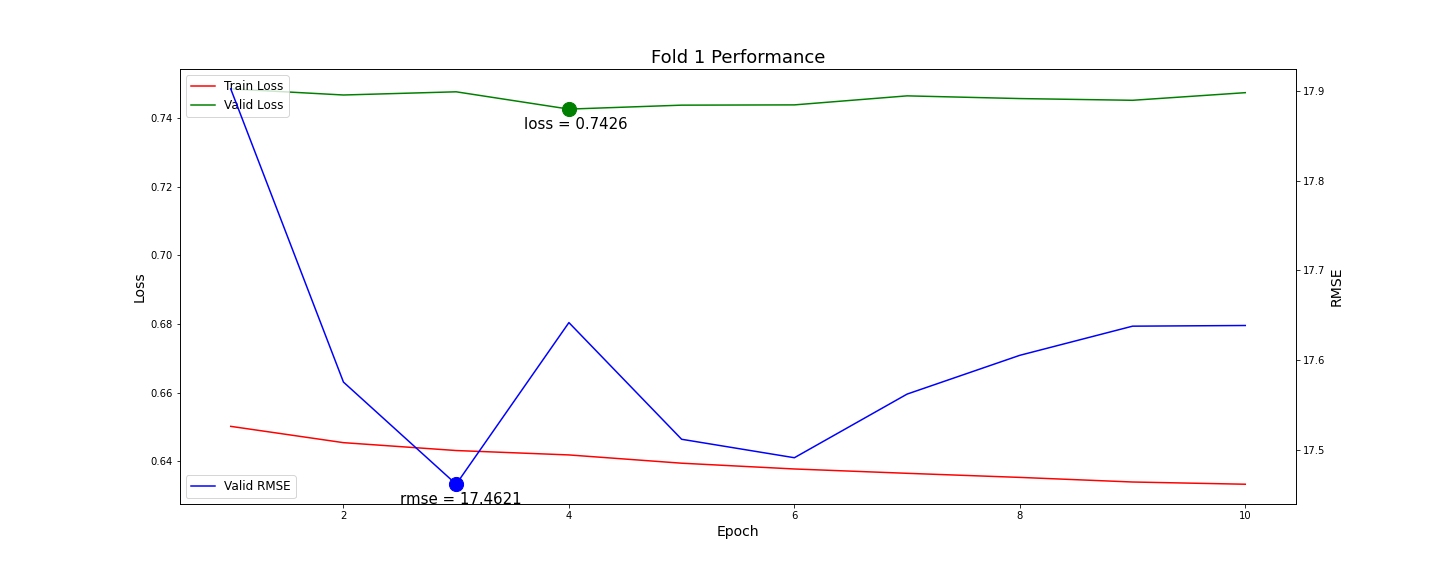 Fold 1 Performance
Train Loss
Valid Loss
loss = 0.7426
Valid RMSE
rmse = 17.4621
0.74
0.72
0.70
0.68
0.66
0.64
Loss
17.9
17.8
17.7
17.6
17.5
RMSE
2
4
6
8
10
Epoch